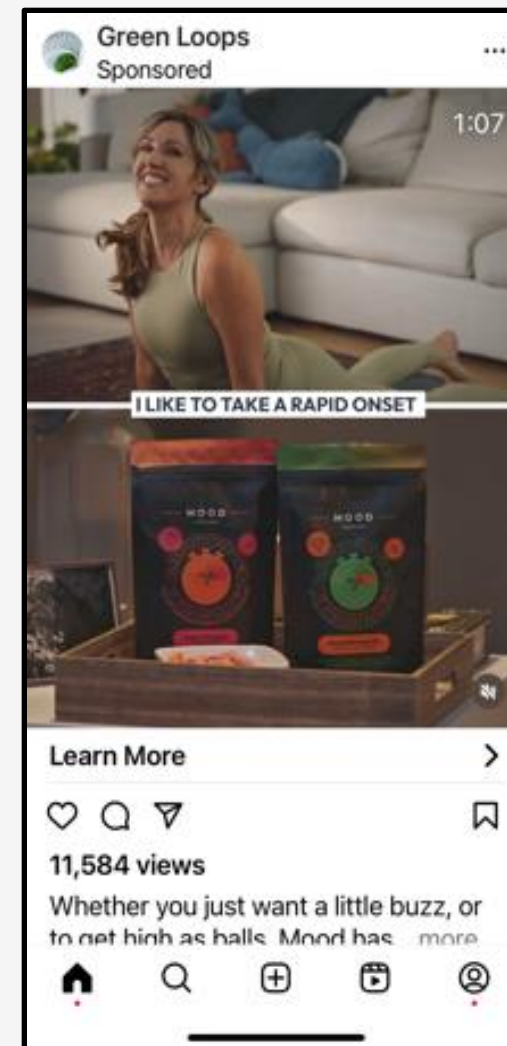 Green Loops
Sponsored
1:07
I LIKE TO TAKE A RAPID ONSET
MOOD
MOOD
Learn More
11,584 views
Whether you just want a little buzz, or
to get high as balls, Mood has... more